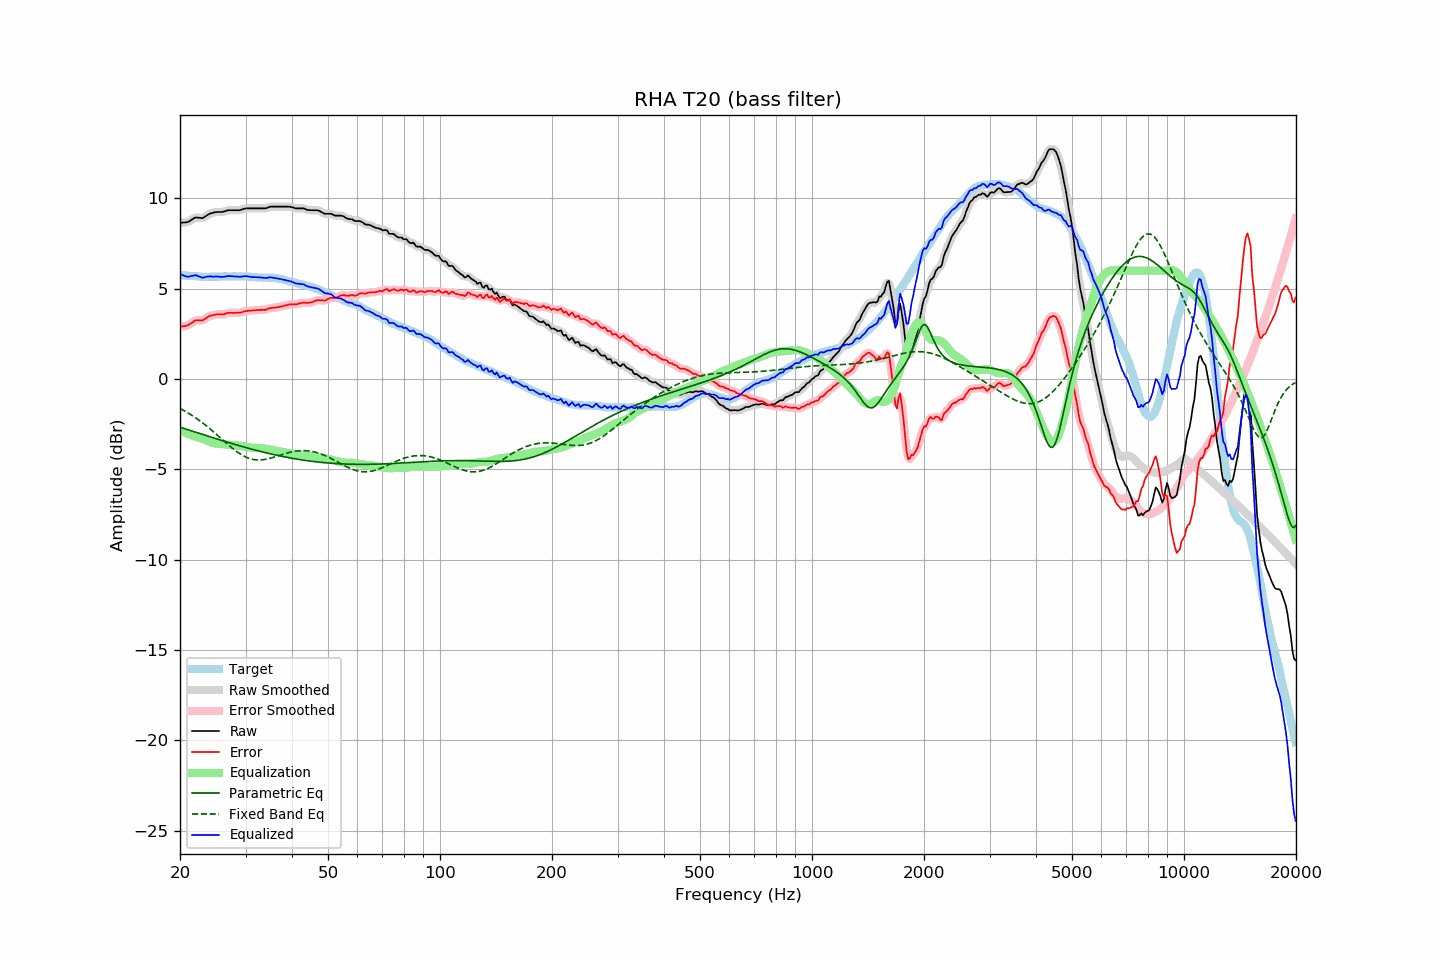 RHA T20 (bass filter)
10
5
0
−5
−10
−15
−20
−25
Amplitude (dBr)
Target
Raw Smoothed
Error Smoothed
Raw
Error
Equalization
Parametric Eq
Fixed Band Eq
Equalized
20 50 100 200 500 1000 2000 5000 10000 20000
Frequency (Hz)